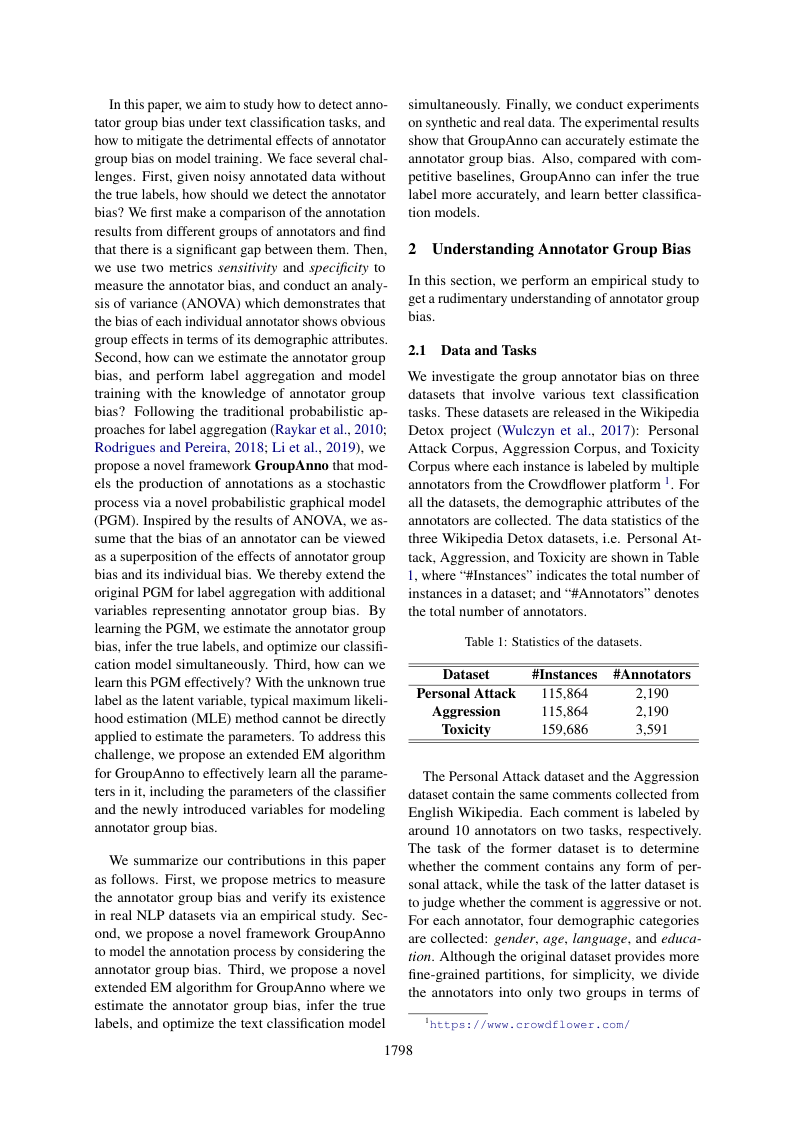 In this paper, we aim to study how to detect anno-
tator group bias under text classification tasks, and
how to mitigate the detrimental effects of annotator
group bias on model training. We face several chal-
lenges. First, given noisy annotated data without
the true labels, how should we detect the annotator
bias? We first make a comparison of the annotation
results from different groups of annotators and find
that there is a significant gap between them. Then,
we use two metrics sensitivity and specificity to
measure the annotator bias, and conduct an analy-
sis of variance (ANOVA) which demonstrates that
the bias of each individual annotator shows obvious
group effects in terms of its demographic attributes.
Second, how can we estimate the annotator group
bias, and perform label aggregation and model
training with the knowledge of annotator group
bias? Following the traditional probabilistic ap-
proaches for label aggregation (Raykar et al., 2010;
Rodrigues and Pereira, 2018; Li et al., 2019), we
propose a novel framework GroupAnno that mod-
els the production of annotations as a stochastic
process via a novel probabilistic graphical model
(PGM). Inspired by the results of ANOVA, we as-
sume that the bias of an annotator can be viewed
as a superposition of the effects of annotator group
bias and its individual bias. We thereby extend the
original PGM for label aggregation with additional
variables representing annotator group bias. By
learning the PGM, we estimate the annotator group
bias, infer the true labels, and optimize our classifi-
cation model simultaneously. Third, how can we
learn this PGM effectively? With the unknown true
label as the latent variable, typical maximum likeli-
hood estimation (MLE) method cannot be directly
applied to estimate the parameters. To address this
challenge, we propose an extended EM algorithm
for GroupAnno to effectively learn all the parame-
ters in it, including the parameters of the classifier
and the newly introduced variables for modeling
annotator group bias.
We summarize our contributions in this paper
as follows. First, we propose metrics to measure
the annotator group bias and verify its existence
in real NLP datasets via an empirical study. Sec-
ond, we propose a novel framework GroupAnno
to model the annotation process by considering the
annotator group bias. Third, we propose a novel
extended EM algorithm for GroupAnno where we
estimate the annotator group bias, infer the true
labels, and optimize the text classification model
simultaneously. Finally, we conduct experiments
on synthetic and real data. The experimental results
show that GroupAnno can accurately estimate the
annotator group bias. Also, compared with com-
petitive baselines, GroupAnno can infer the true
label more accurately, and learn better classifica-
tion models.
2 Understanding Annotator Group Bias
In this section, we perform an empirical study to
get a rudimentary understanding of annotator group
bias.
2.1 Data and Tasks
We investigate the group annotator bias on three
datasets that involve various text classification
tasks. These datasets are released in the Wikipedia
Detox project (Wulczyn et al., 2017): Personal
Attack Corpus, Aggression Corpus, and Toxicity
Corpus where each instance is labeled by multiple
annotators from the Crowdflower platform 1. For
all the datasets, the demographic attributes of the
annotators are collected. The data statistics of the
three Wikipedia Detox datasets, i.e. Personal At-
tack, Aggression, and Toxicity are shown in Table
1, where “#Instances” indicates the total number of
instances in a dataset; and “#Annotators” denotes
the total number of annotators.
Table 1: Statistics of the datasets.
Dataset #Instances #Annotators
Personal Attack 115,864 2,190
Aggression 115,864 2,190
Toxicity 159,686 3,591
The Personal Attack dataset and the Aggression
dataset contain the same comments collected from
English Wikipedia. Each comment is labeled by
around 10 annotators on two tasks, respectively.
The task of the former dataset is to determine
whether the comment contains any form of per-
sonal attack, while the task of the latter dataset is
to judge whether the comment is aggressive or not.
For each annotator, four demographic categories
are collected: gender, age, language, and educa-
tion. Although the original dataset provides more
fine-grained partitions, for simplicity, we divide
the annotators into only two groups in terms of
1https://www.crowdflower.com/
1798